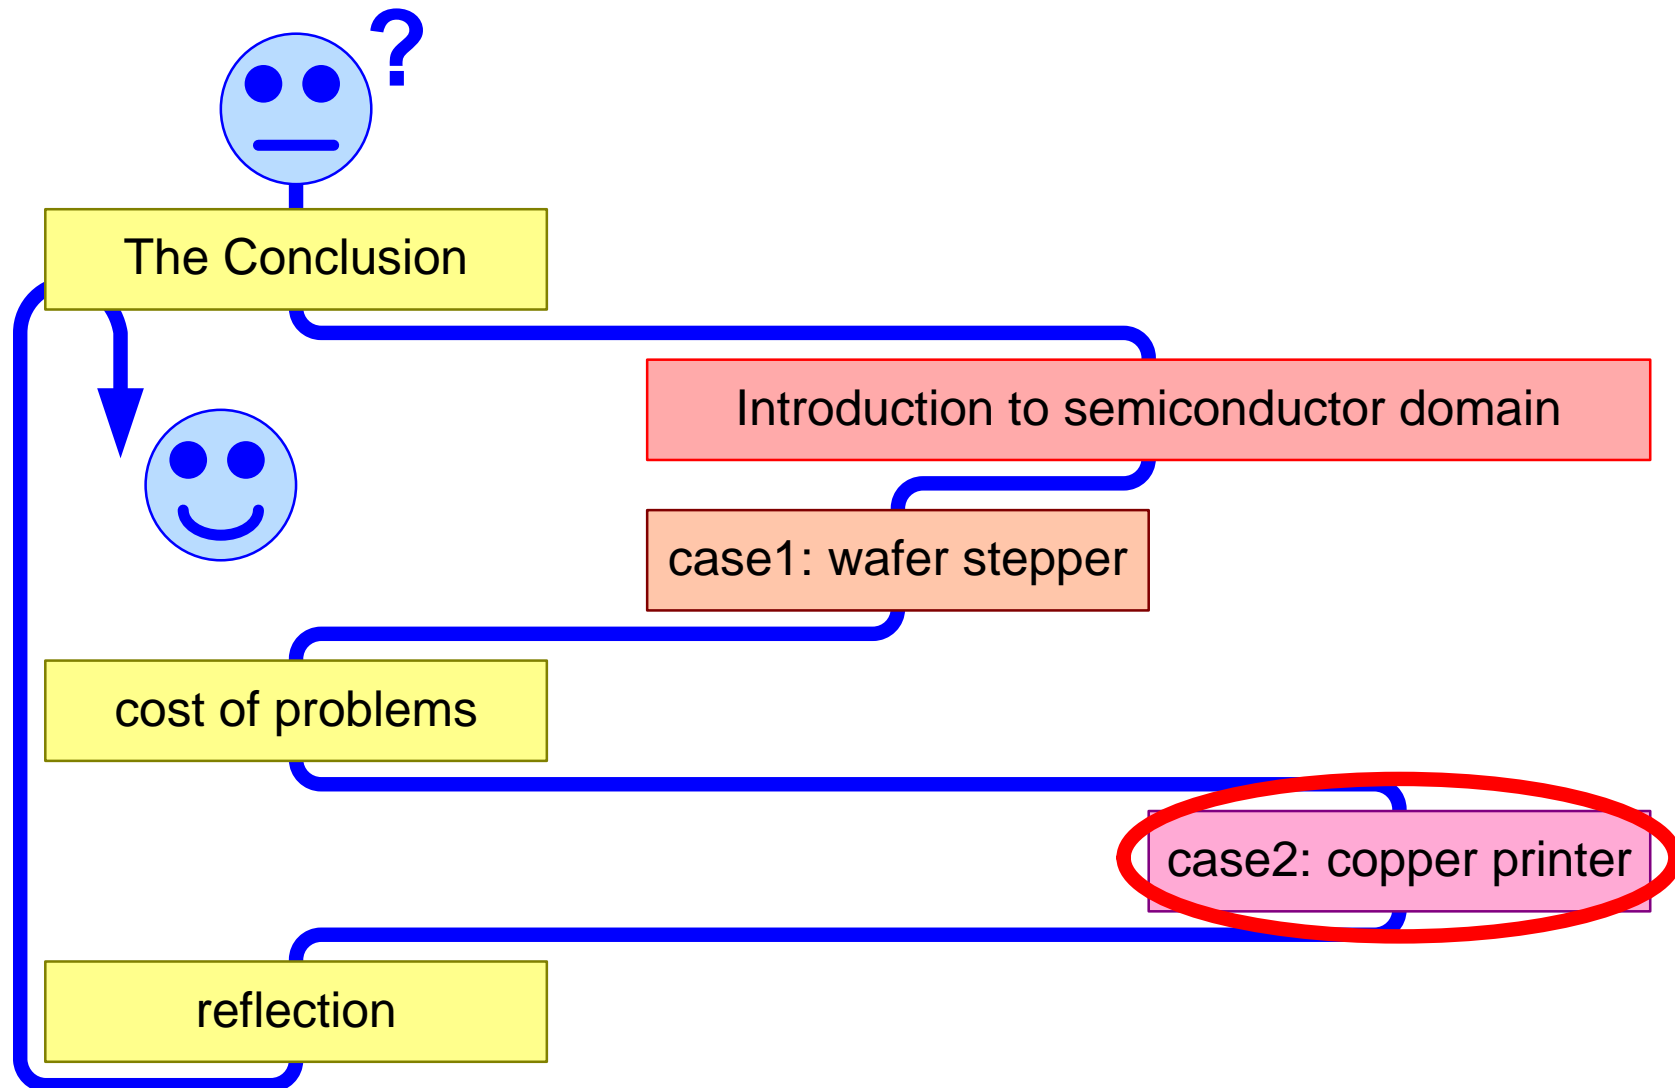 ?
The Conclusion
Introduction to semiconductor domain
case1: wafer stepper
cost of problems
case2: copper printer
reflection